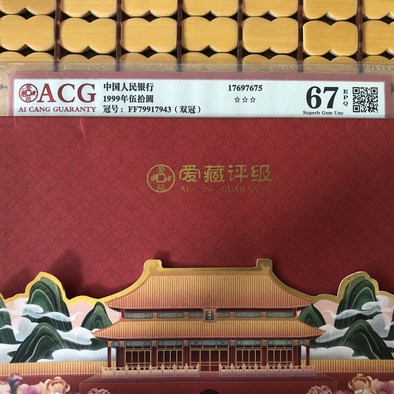 ACG
AI CANG GUARANTY
中国人民银行
1999年伍拾圆
冠号：FF79917943（双冠）
17697675
☆☆☆
67
EPQ
Superb Gem Unc
爱藏评级
AI CANG GUARANTY